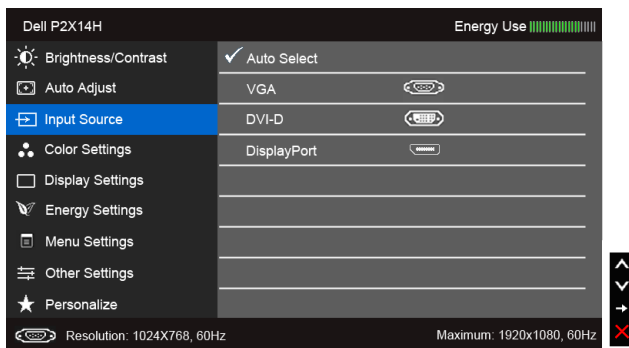 Dell P2X14H Energy Use
Brightness/Contrast Auto Select
Auto Adjust VGA
Input Source DVI-D
Color Settings DisplayPort
Display Settings
Energy Settings
Menu Settings
Other Settings
Personalize
Resolution: 1024X768, 60Hz Maximum: 1920x1080, 60Hz